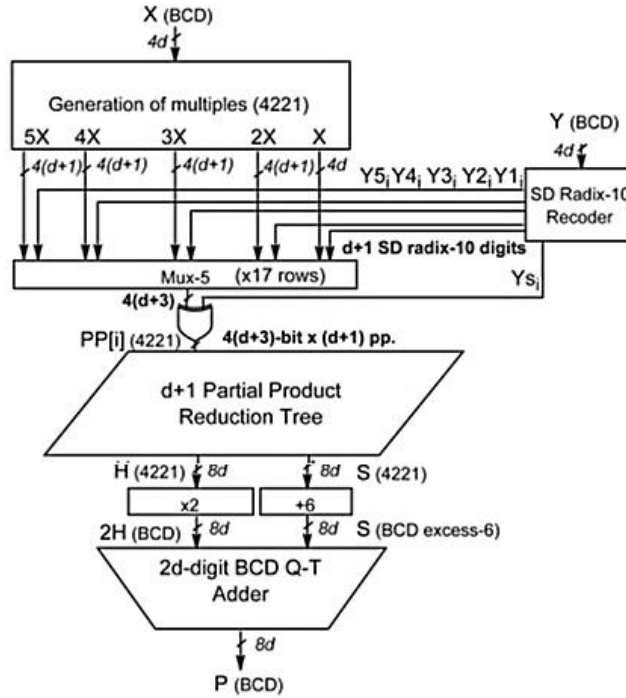 X (BCD)
4d
Generation of multiples (4221)
5X 4X 3X 2X X
4(d+1) 4(d+1) 4(d+1) 4(d+1) 4d
Y (BCD)
4d
SD Radix-10
Recoder
Y5i Y4i Y3i Y2i Y1i
d+1 SD radix-10 digits
Mux-5 (x17 rows)
Ysi
4(d+3)
PP[i] (4221)
4(d+3)-bit x (d+1) pp.
d+1 Partial Product
Reduction Tree
H (4221) 8d 8d S (4221)
x2 +6
2H (BCD) 8d 8d S (BCD excess-6)
2d-digit BCD Q-T
Adder
8d
P (BCD)